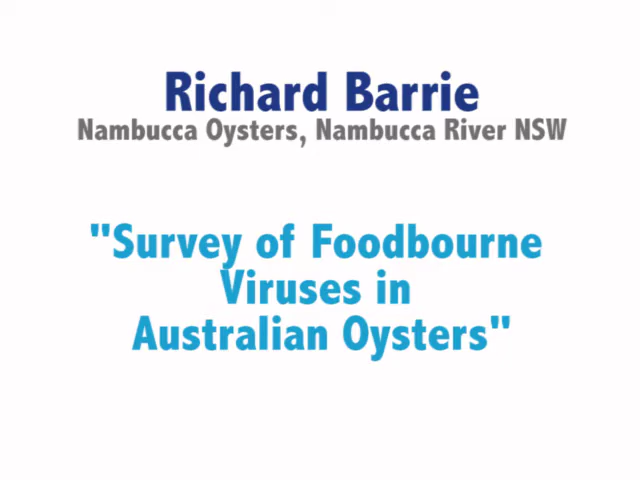 Richard Barrie
Nambucca Oysters, Nambucca River NSW
"Survey of Foodbourne
Viruses in
Australian Oysters"